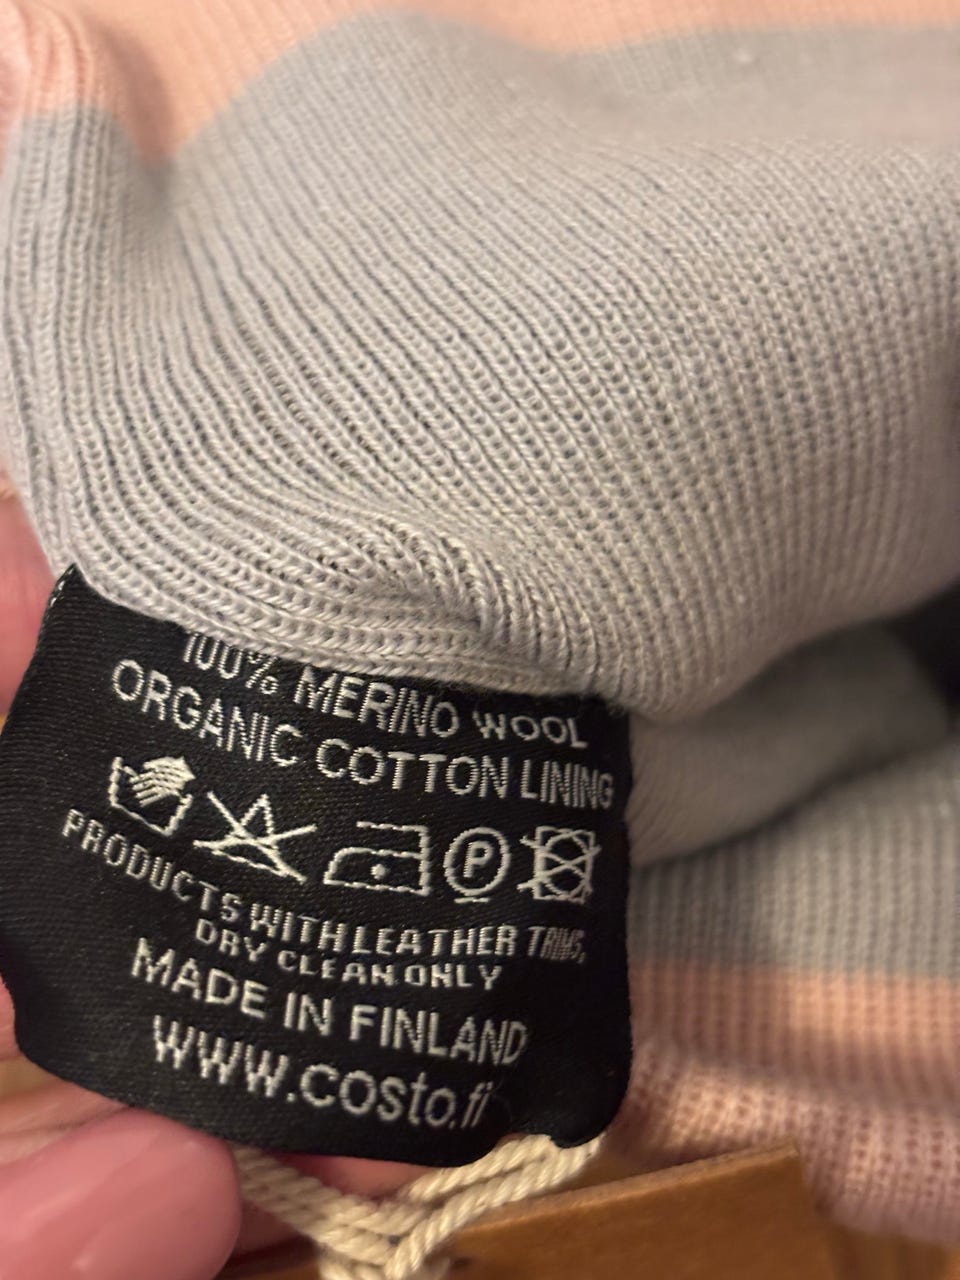 100% MERINO WOOL
ORGANIC COTTON LINING
P
PRODUCTS WITH LEATHER TRIMS,
DRY CLEAN ONLY
MADE IN FINLAND
www.costo.fi